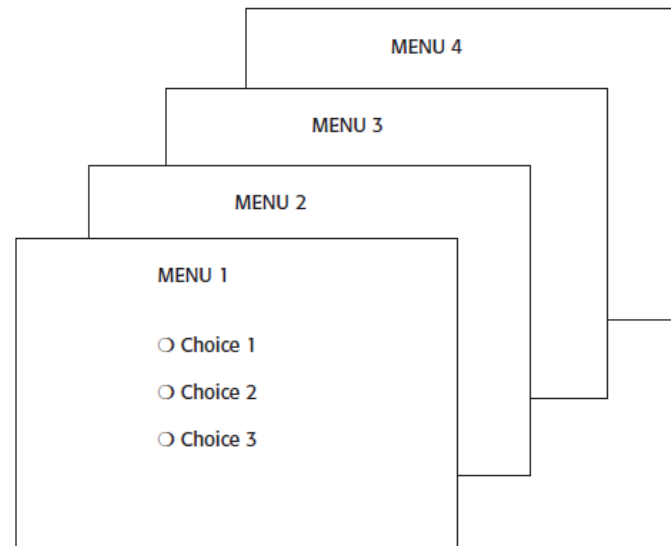 MENU 4
MENU 3
MENU 2
MENU 1
❍ Choice 1
❍ Choice 2
❍ Choice 3